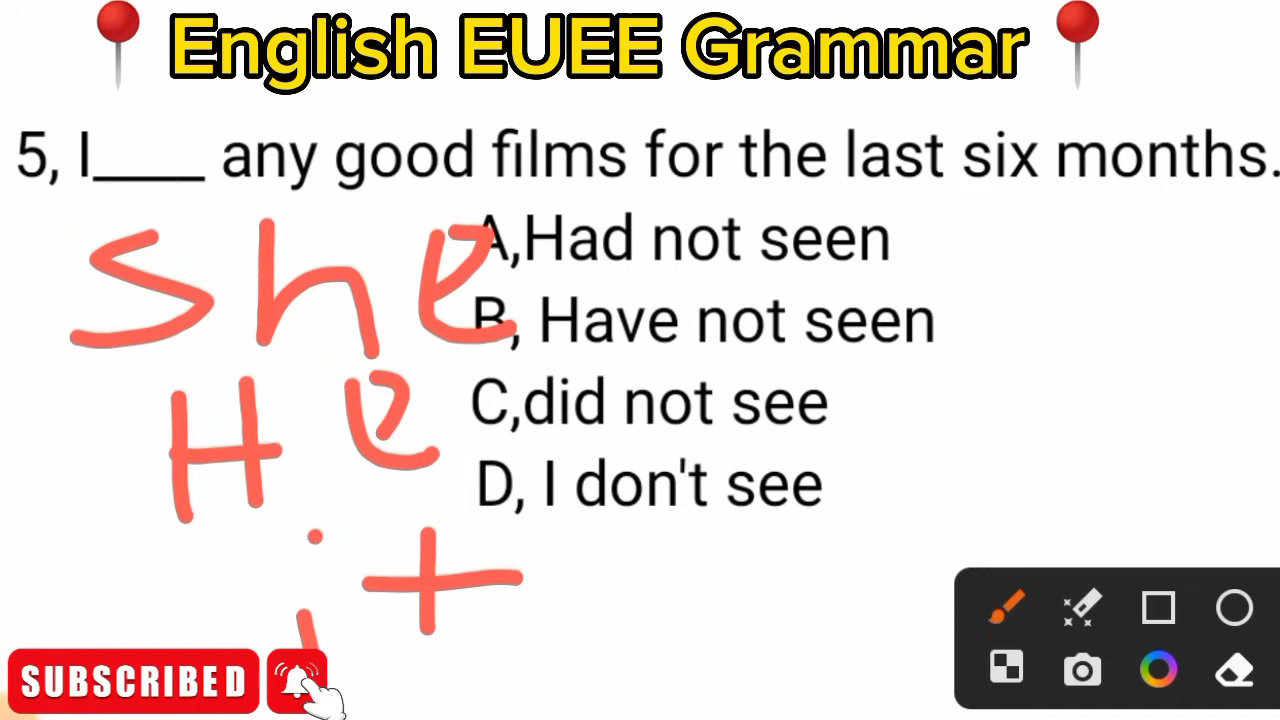 English EUEE Grammar
5, I____ any good films for the last six months.
A,Had not seen
B, Have not seen
C,did not see
D, I don't see
She
He
it
SUBSCRIBED